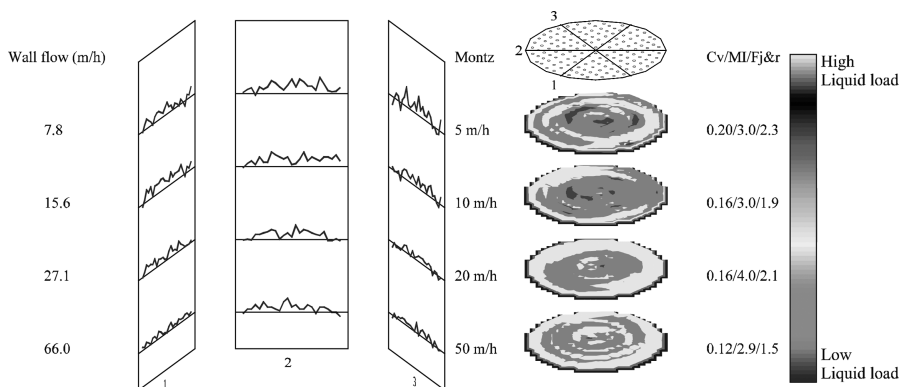 3
Wall flow (m/h)
Montz
2
Cv/MI/Fj&r
High
Liquid load
1
7.8
5 m/h
0.20/3.0/2.3
15.6
10 m/h
0.16/3.0/1.9
27.1
20 m/h
0.16/4.0/2.1
66.0
50 m/h
0.12/2.9/1.5
Low
Liquid load
1
2
3